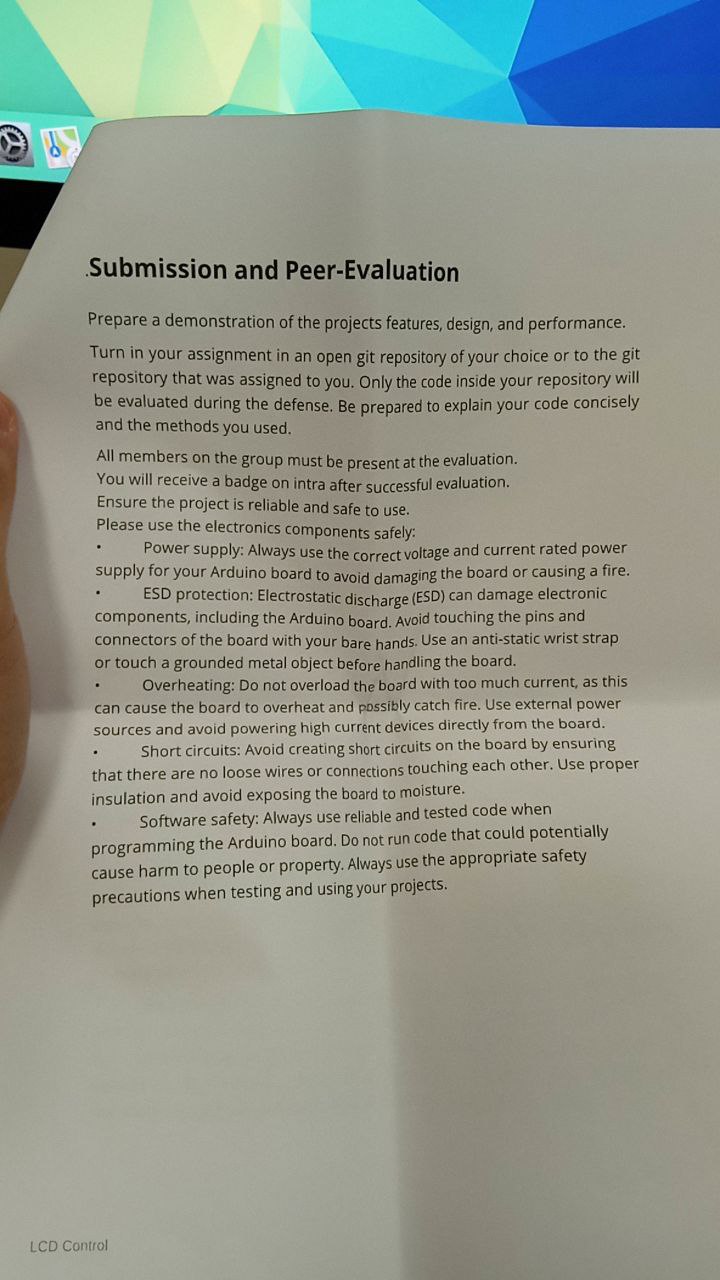 .Submission and Peer-Evaluation
Prepare a demonstration of the projects features, design, and performance.
Turn in your assignment in an open git repository of your choice or to the git
repository that was assigned to you. Only the code inside your repository will
be evaluated during the defense. Be prepared to explain your code concisely
and the methods you used.
All members on the group must be present at the evaluation.
You will receive a badge on intra after successful evaluation.
Ensure the project is reliable and safe to use.
Please use the electronics components safely:
• Power supply: Always use the correct voltage and current rated power
supply for your Arduino board to avoid damaging the board or causing a fire.
• ESD protection: Electrostatic discharge (ESD) can damage electronic
components, including the Arduino board. Avoid touching the pins and
connectors of the board with your bare hands. Use an anti-static wrist strap
or touch a grounded metal object before handling the board.
• Overheating: Do not overload the board with too much current, as this
can cause the board to overheat and possibly catch fire. Use external power
sources and avoid powering high current devices directly from the board.
• Short circuits: Avoid creating short circuits on the board by ensuring
that there are no loose wires or connections touching each other. Use proper
insulation and avoid exposing the board to moisture.
• Software safety: Always use reliable and tested code when
programming the Arduino board. Do not run code that could potentially
cause harm to people or property. Always use the appropriate safety
precautions when testing and using your projects.
LCD Control